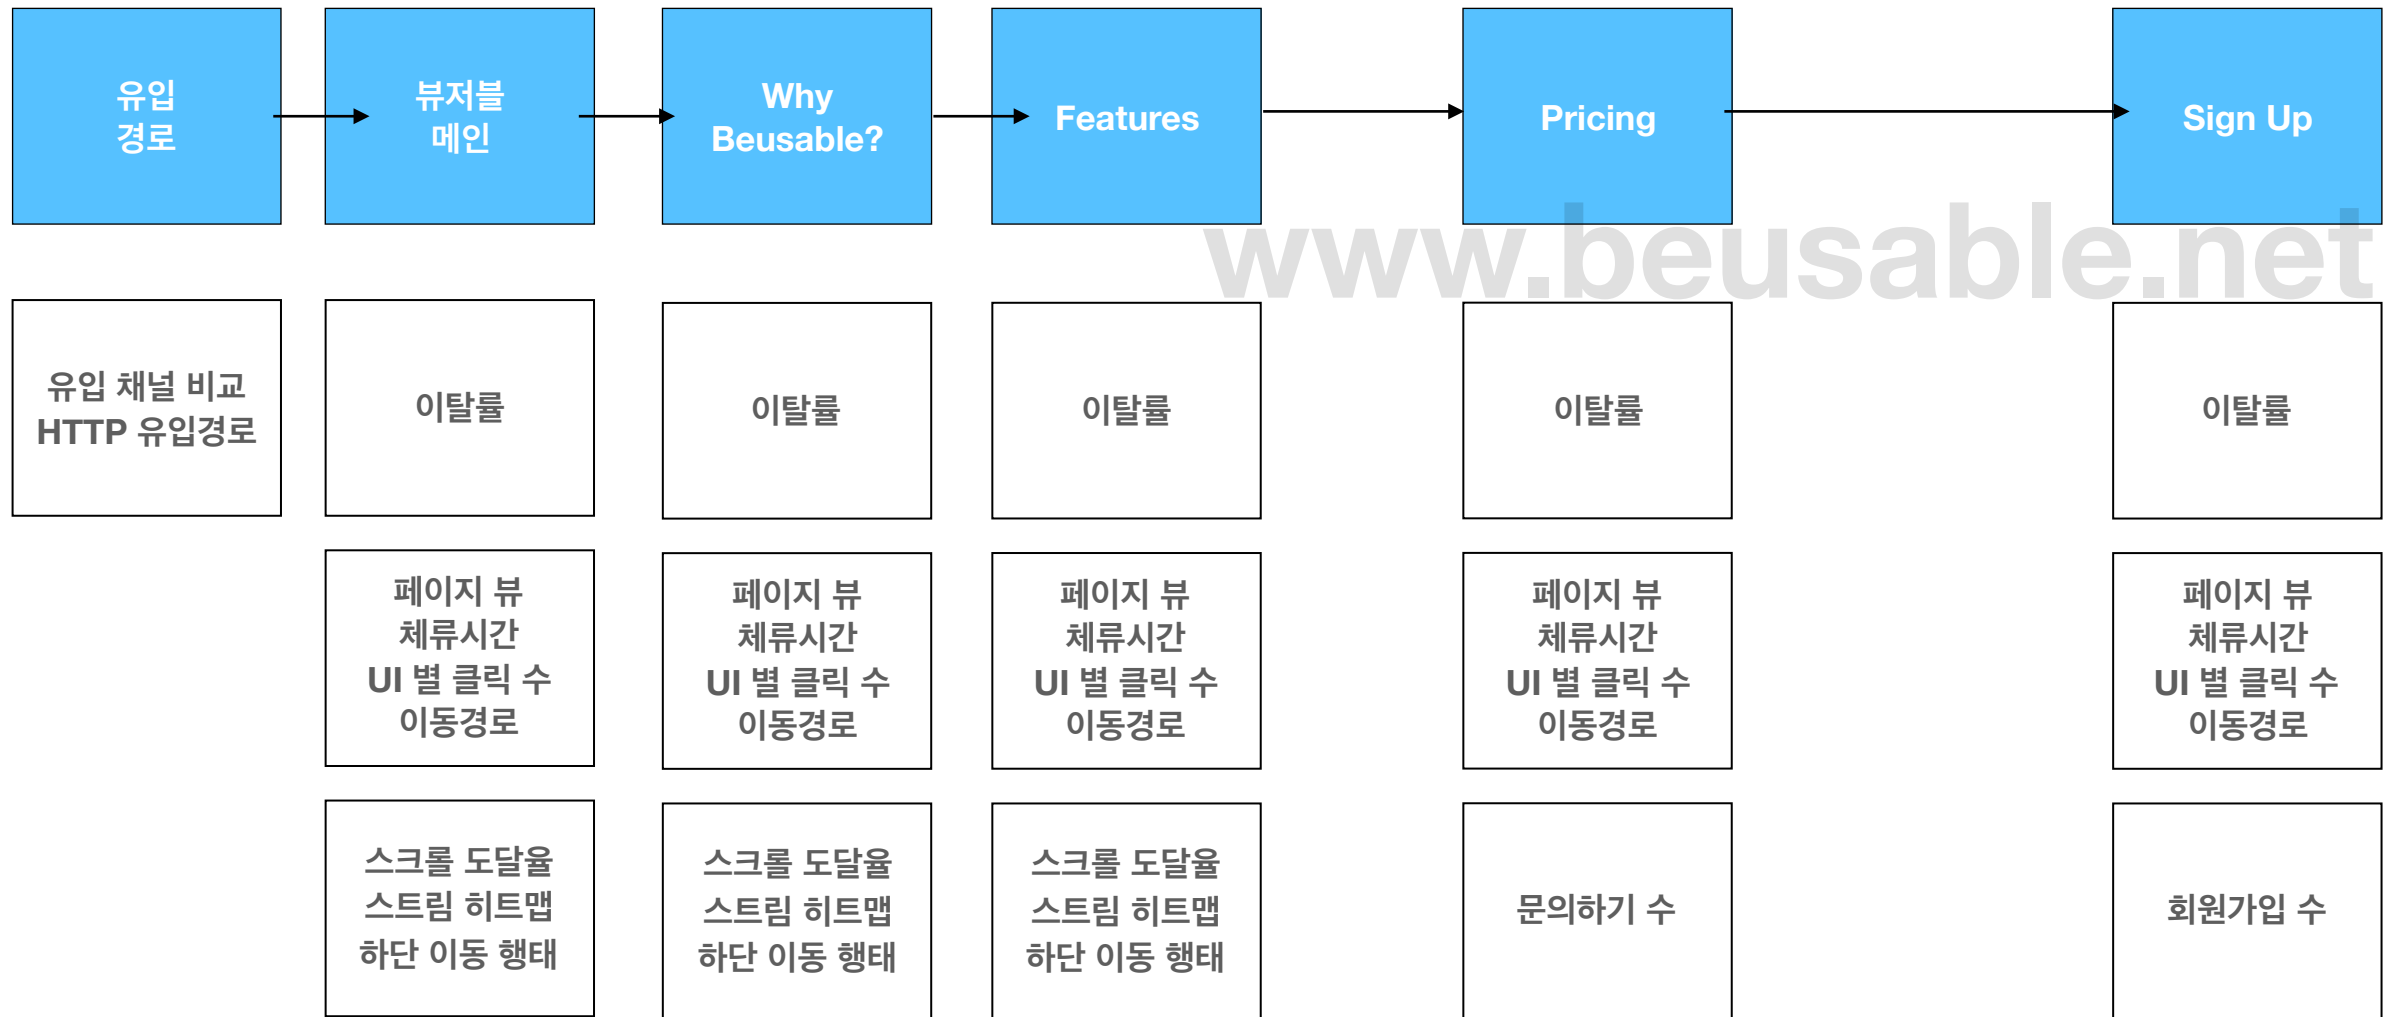 유입
경로
뷰저블
메인
Why
Beusable?
Features
Pricing
Sign Up
www.beusable.net
유입 채널 비교
HTTP 유입경로
이탈률
이탈률
이탈률
이탈률
이탈률
페이지 뷰
체류시간
UI 별 클릭 수
이동경로
페이지 뷰
체류시간
UI 별 클릭 수
이동경로
페이지 뷰
체류시간
UI 별 클릭 수
이동경로
페이지 뷰
체류시간
UI 별 클릭 수
이동경로
페이지 뷰
체류시간
UI 별 클릭 수
이동경로
스크롤 도달율
스트림 히트맵
하단 이동 행태
스크롤 도달율
스트림 히트맵
하단 이동 행태
스크롤 도달율
스트림 히트맵
하단 이동 행태
문의하기 수
회원가입 수